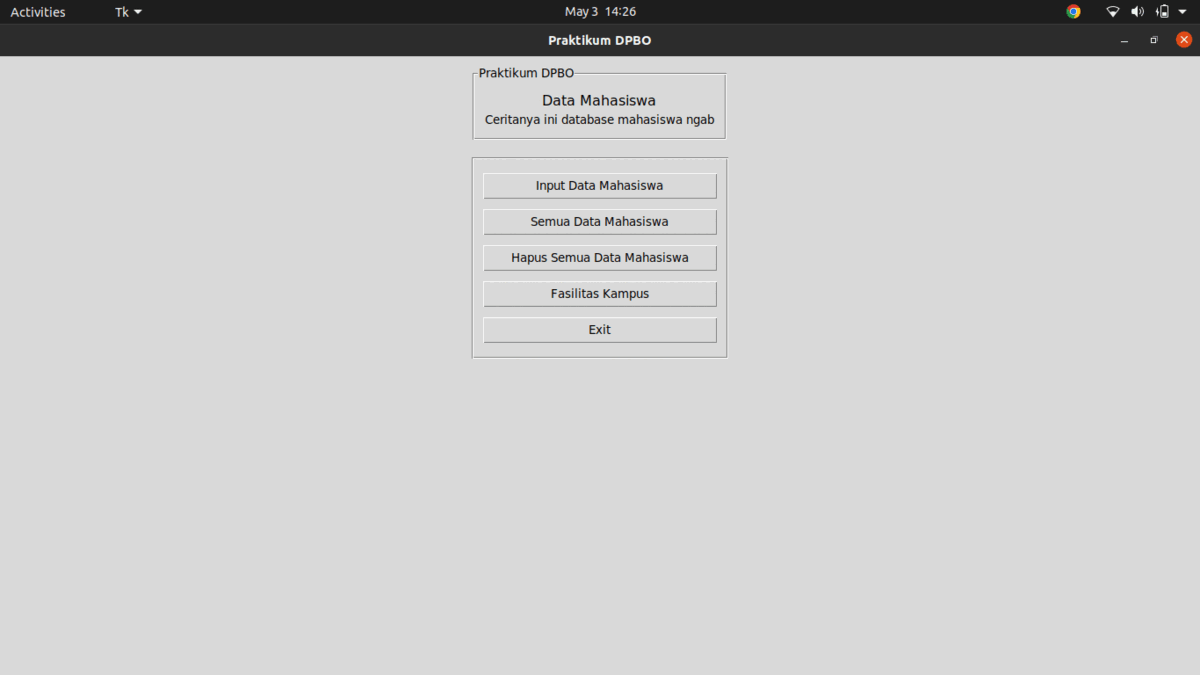 Activities
Tk
May 3 14:26
Praktikum DPBO
Praktikum DPBO
Data Mahasiswa
Ceritanya ini database mahasiswa ngab
Input Data Mahasiswa
Semua Data Mahasiswa
Hapus Semua Data Mahasiswa
Fasilitas Kampus
Exit